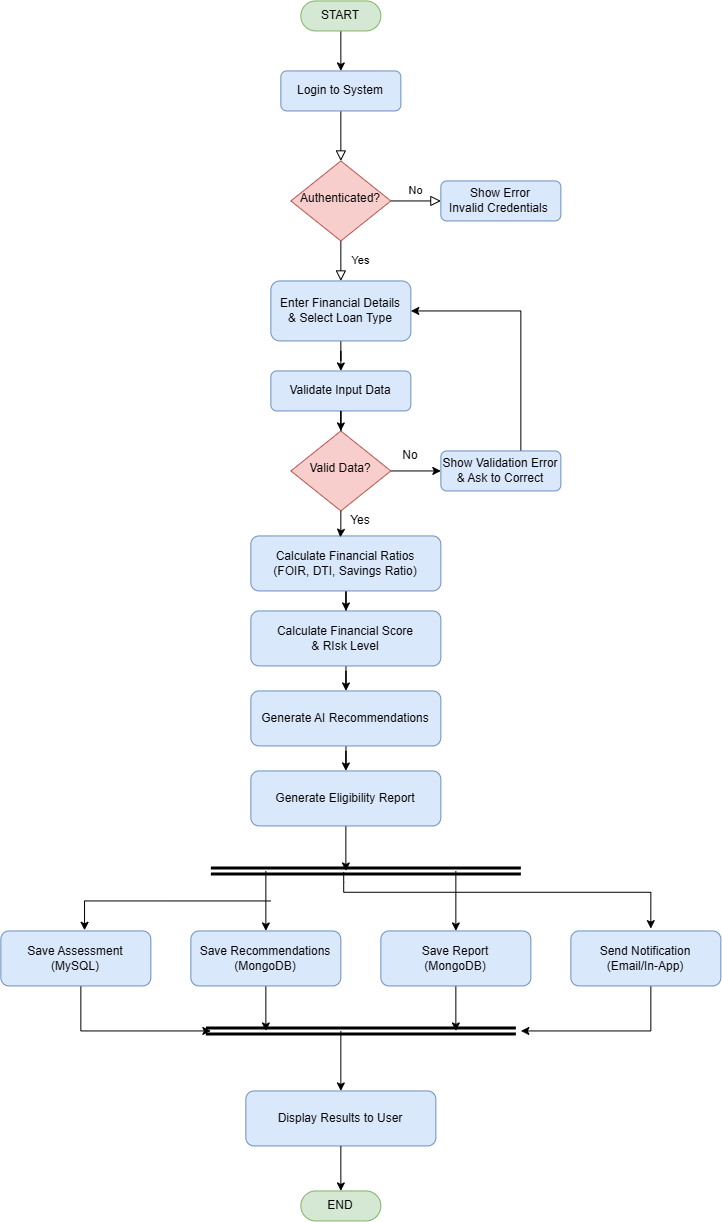 START
Login to System
Authenticated?
No
Show Error
Invalid Credentials
Yes
Enter Financial Details
& Select Loan Type
Validate Input Data
Valid Data?
No
Show Validation Error
& Ask to Correct
Yes
Calculate Financial Ratios
(FOIR, DTI, Savings Ratio)
Calculate Financial Score
& RIsk Level
Generate AI Recommendations
Generate Eligibility Report
Save Assessment
(MySQL)
Save Recommendations
(MongoDB)
Save Report
(MongoDB)
Send Notification
(Email/In-App)
Display Results to User
END